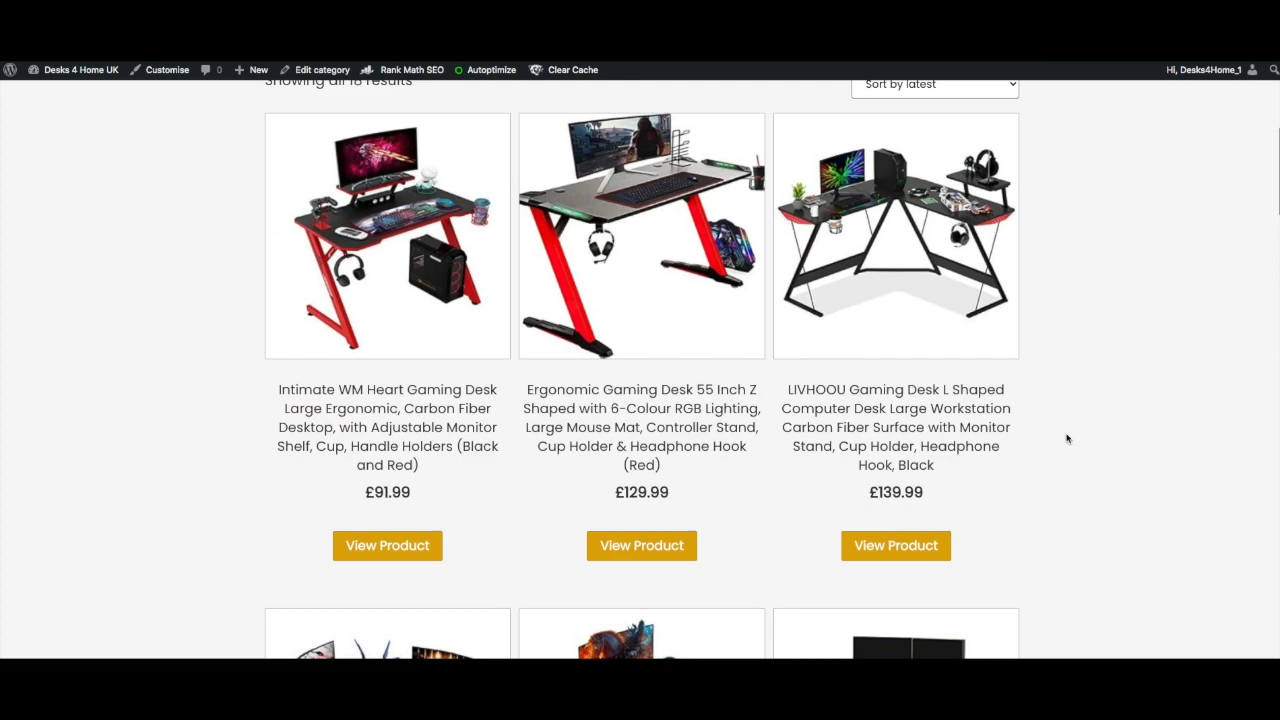 Desks 4 Home UK Customise 0 New Edit category Rank Math SEO Autoptimize Clear Cache Hi, Desks4Home_1
Showing all 18 results
Sort by latest
Intimate WM Heart Gaming Desk
Large Ergonomic, Carbon Fiber
Desktop, with Adjustable Monitor
Shelf, Cup, Handle Holders (Black
and Red)
£91.99
View Product
Ergonomic Gaming Desk 55 Inch Z
Shaped with 6-Colour RGB Lighting,
Large Mouse Mat, Controller Stand,
Cup Holder & Headphone Hook
(Red)
£129.99
View Product
LIVHOOU Gaming Desk L Shaped
Computer Desk Large Workstation
Carbon Fiber Surface with Monitor
Stand, Cup Holder, Headphone
Hook, Black
£139.99
View Product